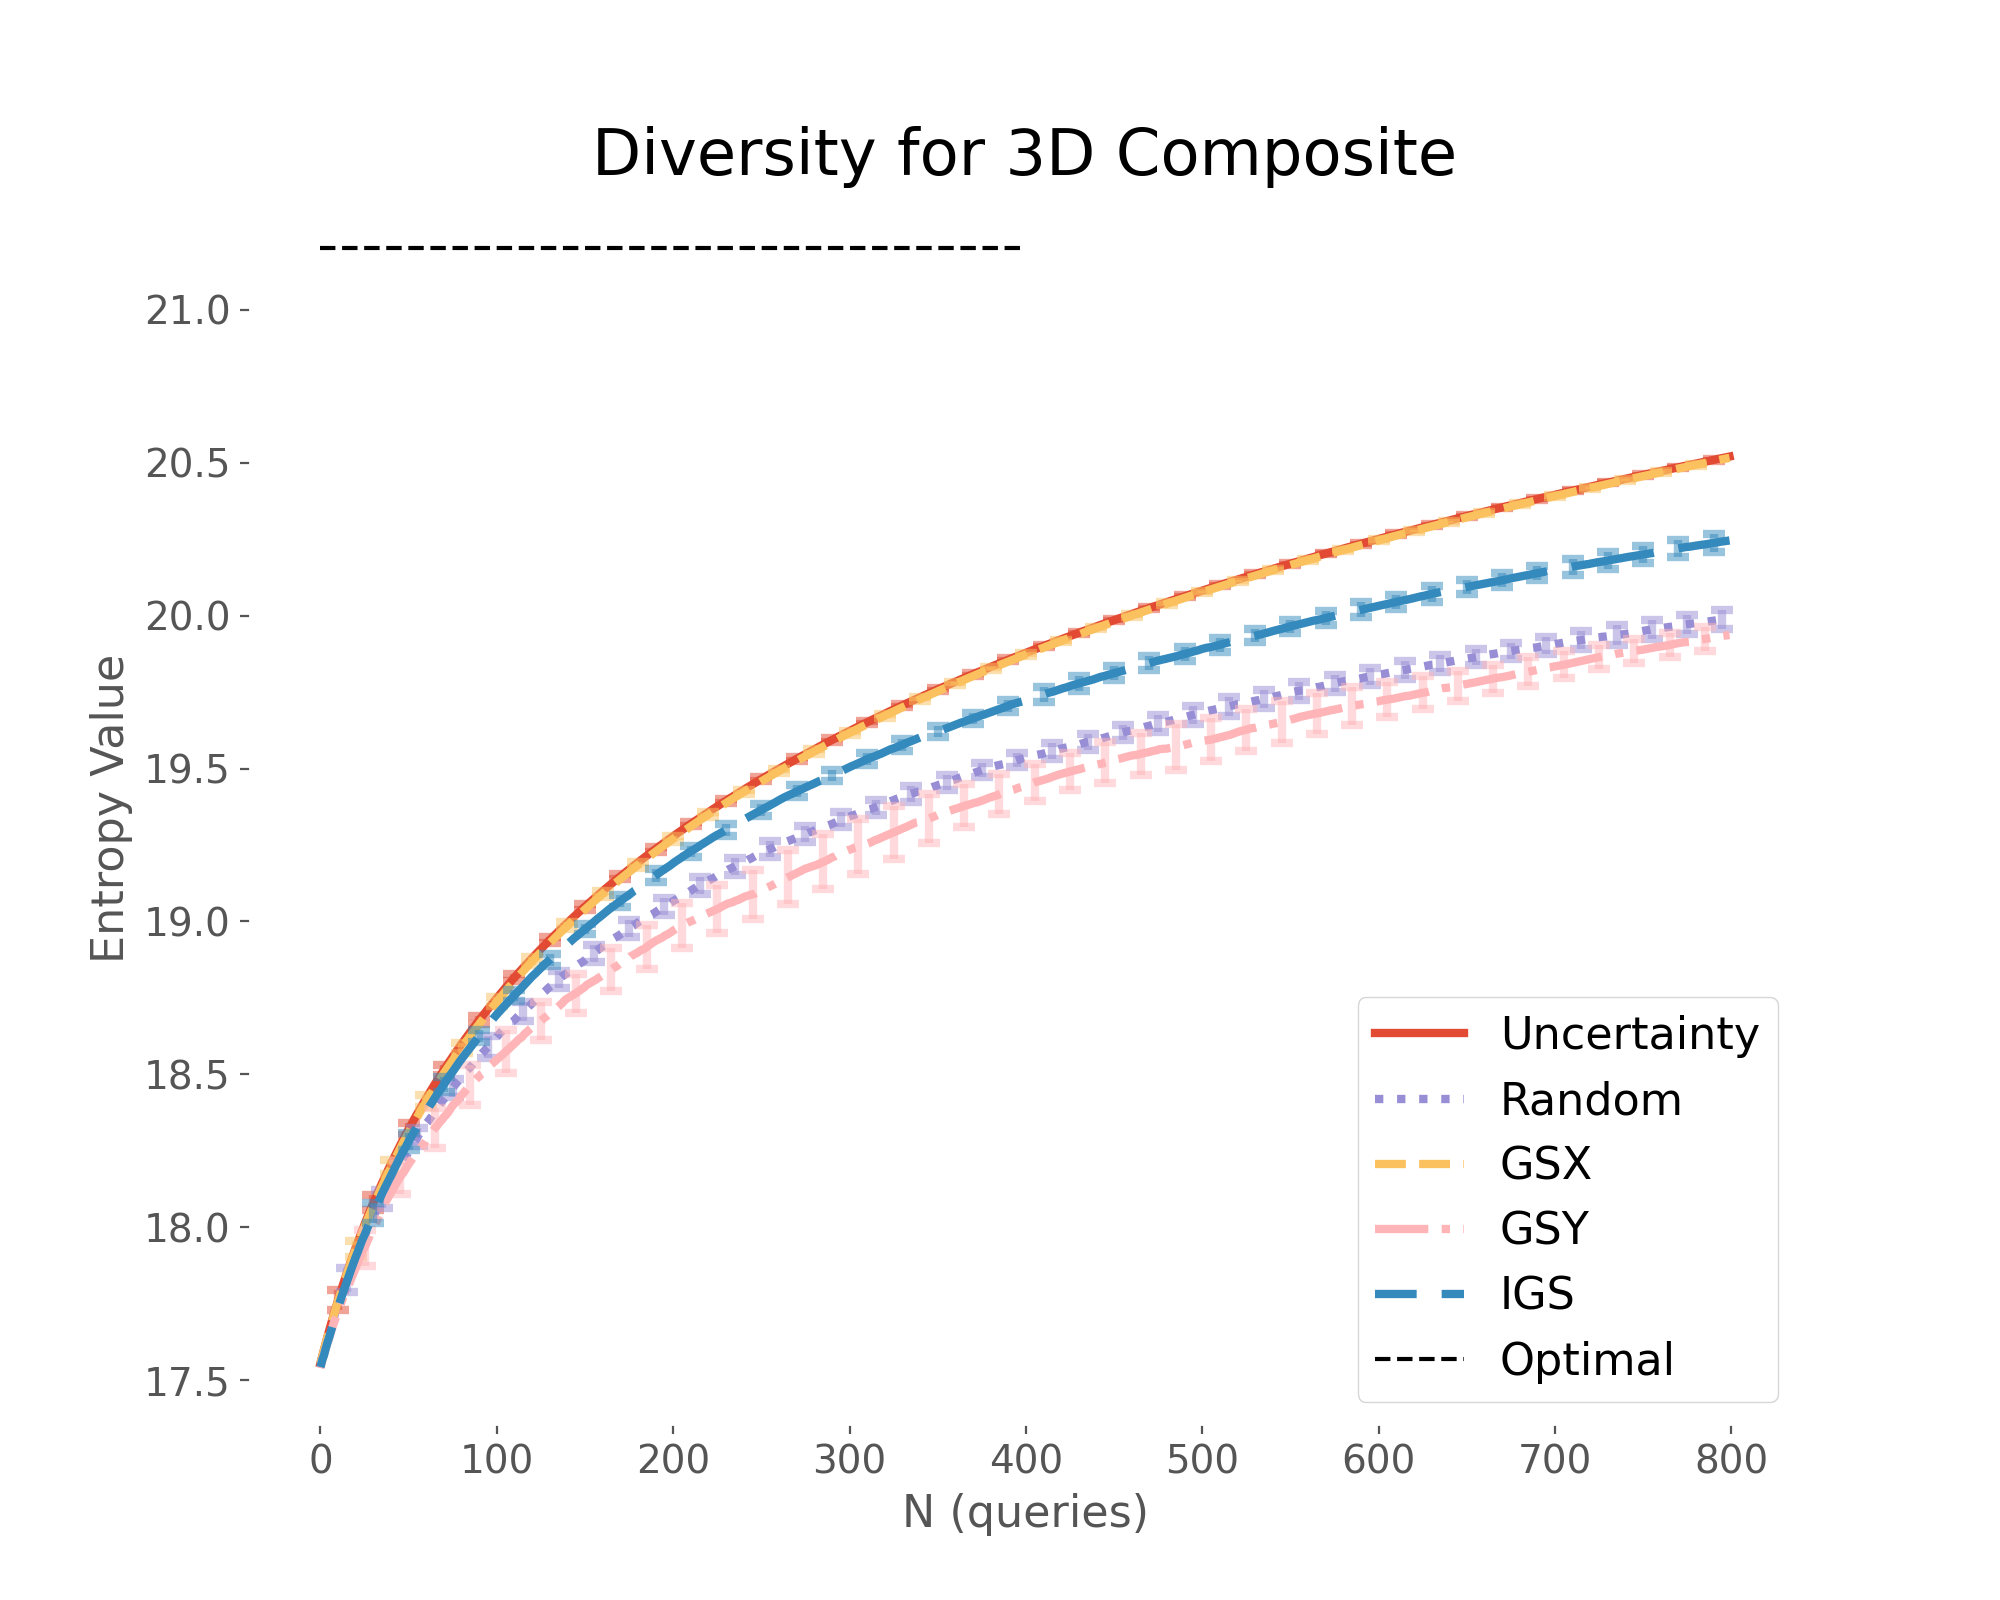 Diversity for 3D Composite
Entropy Value
21.0
20.5
20.0
19.5
19.0
18.5
18.0
17.5
Uncertainty
Random
GSX
GSY
IGS
Optimal
0 100 200 300 400 500 600 700 800
N (queries)